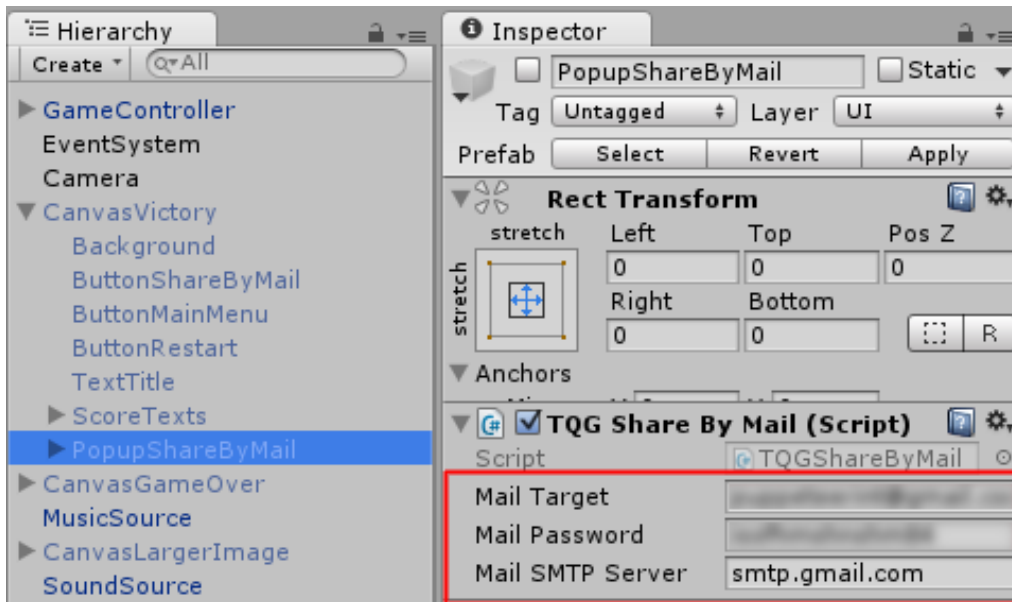 Hierarchy
Create
All
GameController
EventSystem
Camera
CanvasVictory
Background
ButtonShareByMail
ButtonMainMenu
ButtonRestart
TextTitle
ScoreTexts
PopupShareByMail
CanvasGameOver
MusicSource
CanvasLargerImage
SoundSource
Inspector
PopupShareByMail Static
Tag Untagged Layer UI
Prefab Select Revert Apply
Rect Transform
stretch Left Top Pos Z
stretch
0 0 0
Right Bottom
0 0 R
Anchors
TQG Share By Mail (Script)
Script TQGShareByMail
Mail Target
Mail Password
Mail SMTP Server smtp.gmail.com